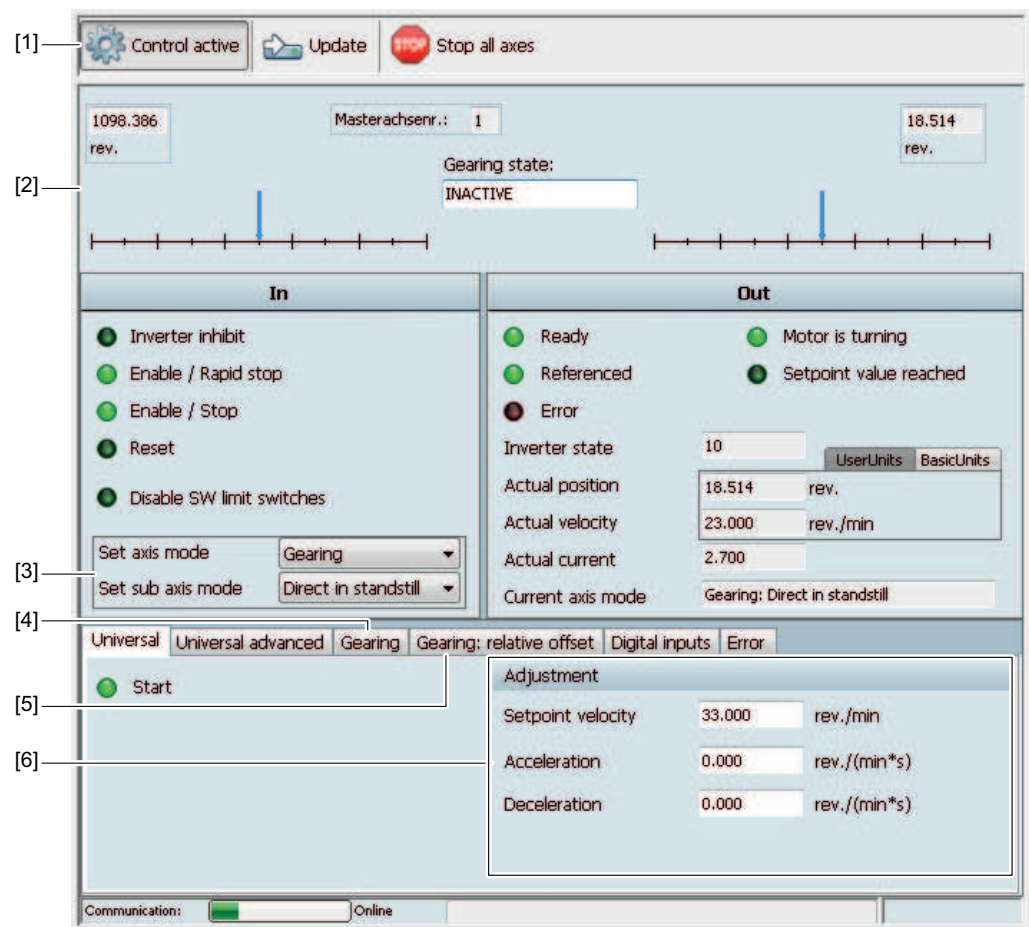 [1] Control active Update STOP Stop all axes
1098.386 Masterachsenr.: 1 18.514
rev. rev.
Gearing state:
[2] INACTIVE
In Out
Inverter inhibit Ready Motor is turning
Enable / Rapid stop Referenced Setpoint value reached
Enable / Stop Error
Reset Inverter state 10 UserUnits BasicUnits
Disable SW limit switches Actual position 18.514 rev.
Actual velocity 23.000 rev./min
[3] Set axis mode Gearing Actual current 2.700
Set sub axis mode Direct in standstill Current axis mode Gearing: Direct in standstill
[4]
Universal Universal advanced Gearing Gearing: relative offset Digital inputs Error
[5] Start Adjustment
Setpoint velocity 33.000 rev./min
[6] Acceleration 0.000 rev./(min*s)
Deceleration 0.000 rev./(min*s)
Communication: Online